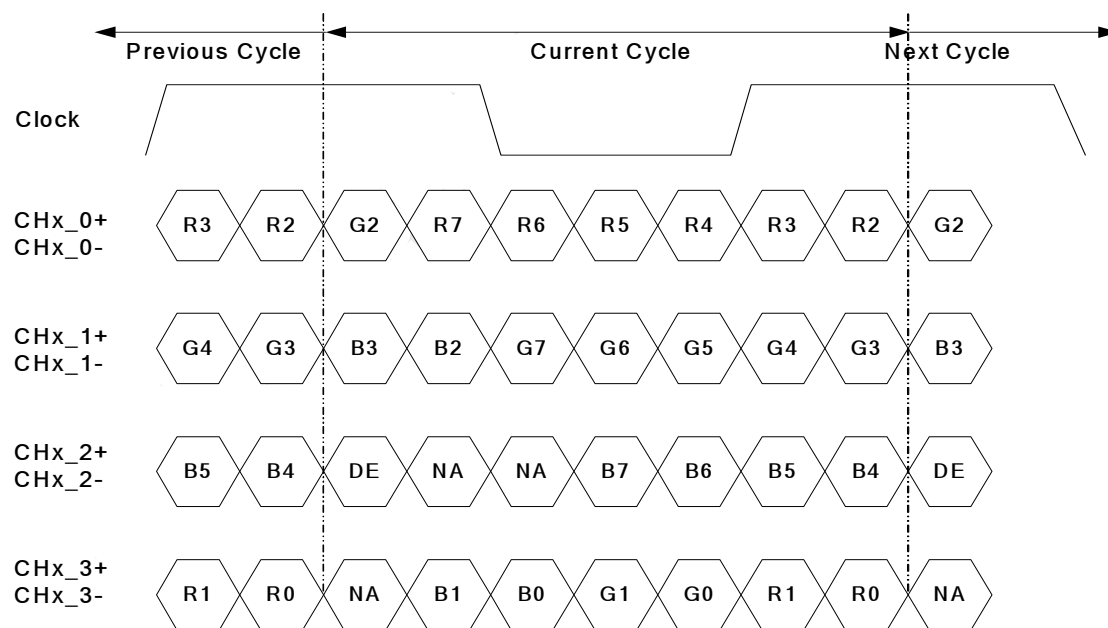 Previous Cycle Current Cycle Next Cycle
Clock
CHx_0+
CHx_0-
R3 R2 G2 R7 R6 R5 R4 R3 R2 G2
CHx_1+
CHx_1-
G4 G3 B3 B2 G7 G6 G5 G4 G3 B3
CHx_2+
CHx_2-
B5 B4 DE NA NA B7 B6 B5 B4 DE
CHx_3+
CHx_3-
R1 R0 NA B1 B0 G1 G0 R1 R0 NA